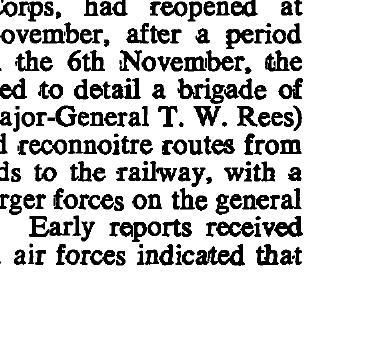 Corps, had reopened at
ovember, after a period
the 6th November, the
ed to detail a brigade of
ajor-General T. W. Rees)
d reconnoitre routes from
ds to the railway, with a
rger forces on the general
Early reports received
air forces indicated that